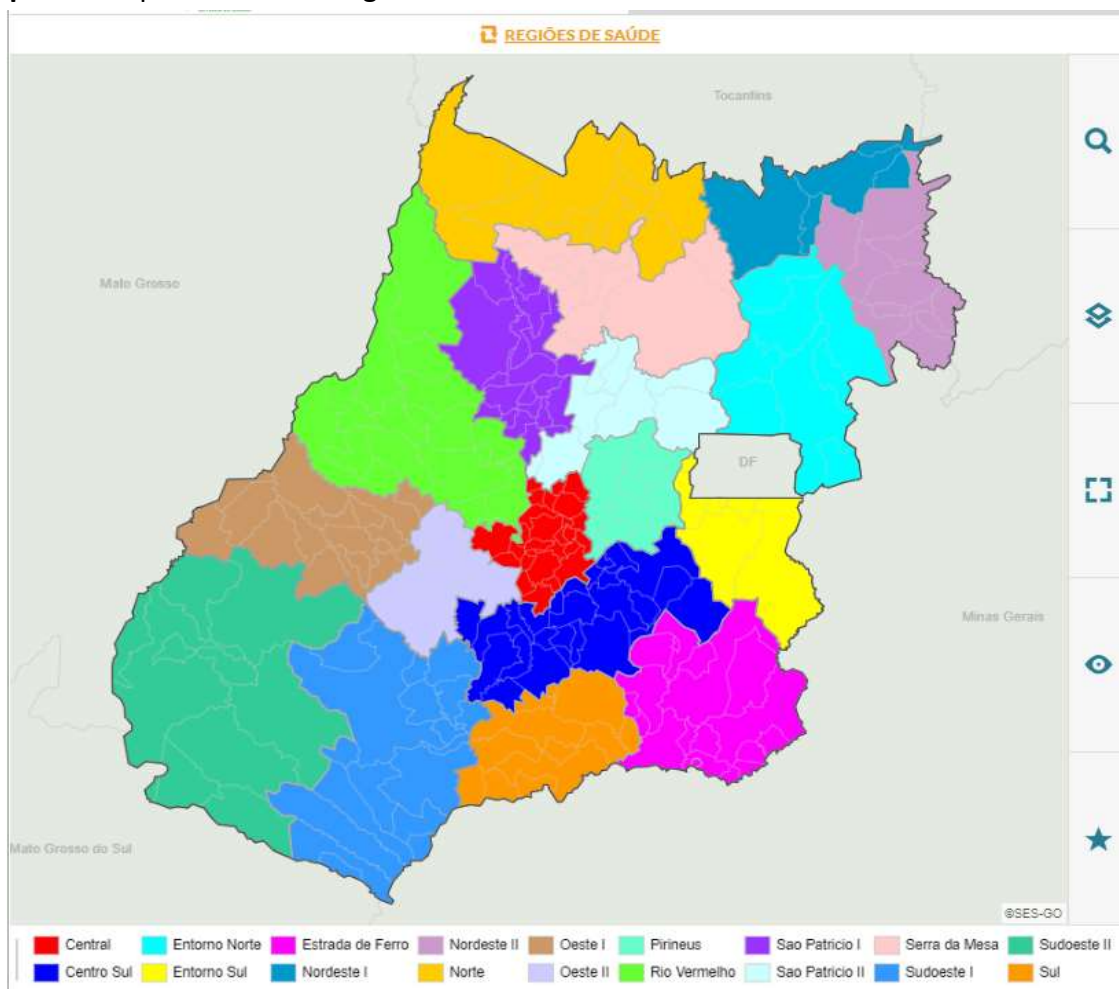 REGIÕES DE SAÚDE
Tocantins
Mato Grosso
DF
Minas Gerais
Mato Grosso do Sul
©SES-GO
Central Entorno Norte Estrada de Ferro Nordeste II Oeste I Pirineus Sao Patricio I Serra da Mesa Sudoeste II
Centro Sul Entorno Sul Nordeste I Norte Oeste II Rio Vermelho Sao Patricio II Sudoeste I Sul